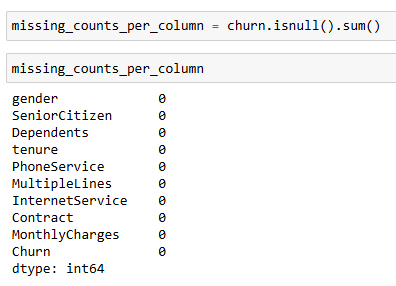 missing_counts_per_column = churn.isnull().sum()
missing_counts_per_column
gender 0
SeniorCitizen 0
Dependents 0
tenure 0
PhoneService 0
MultipleLines 0
InternetService 0
Contract 0
MonthlyCharges 0
Churn 0
dtype: int64